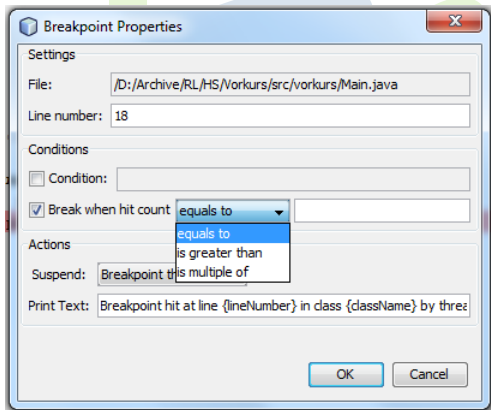 Breakpoint Properties
Settings
File: /D:/Archive/RL/HS/Vorkurs/src/vorkurs/Main.java
Line number: 18
Conditions
Condition:
Break when hit count equals to
equals to
is greater than
is multiple of
Actions
Suspend: Breakpoint th
Print Text: Breakpoint hit at line {lineNumber} in class {className} by threa
OK Cancel